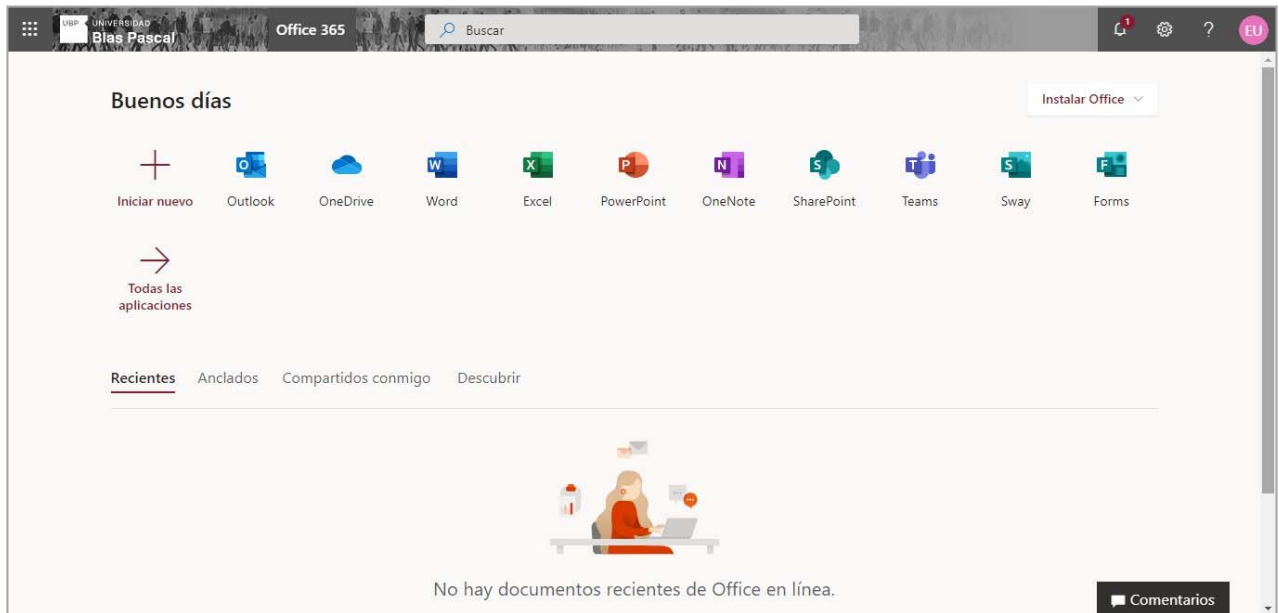 UBP UNIVERSIDAD
Blas Pascal
Office 365
Buscar
1
?
EU
Buenos días
Instalar Office
Iniciar nuevo
Outlook
OneDrive
Word
Excel
PowerPoint
OneNote
SharePoint
Teams
Sway
Forms
Todas las
aplicaciones
Recientes
Anclados
Compartidos conmigo
Descubrir
No hay documentos recientes de Office en línea.
Comentarios